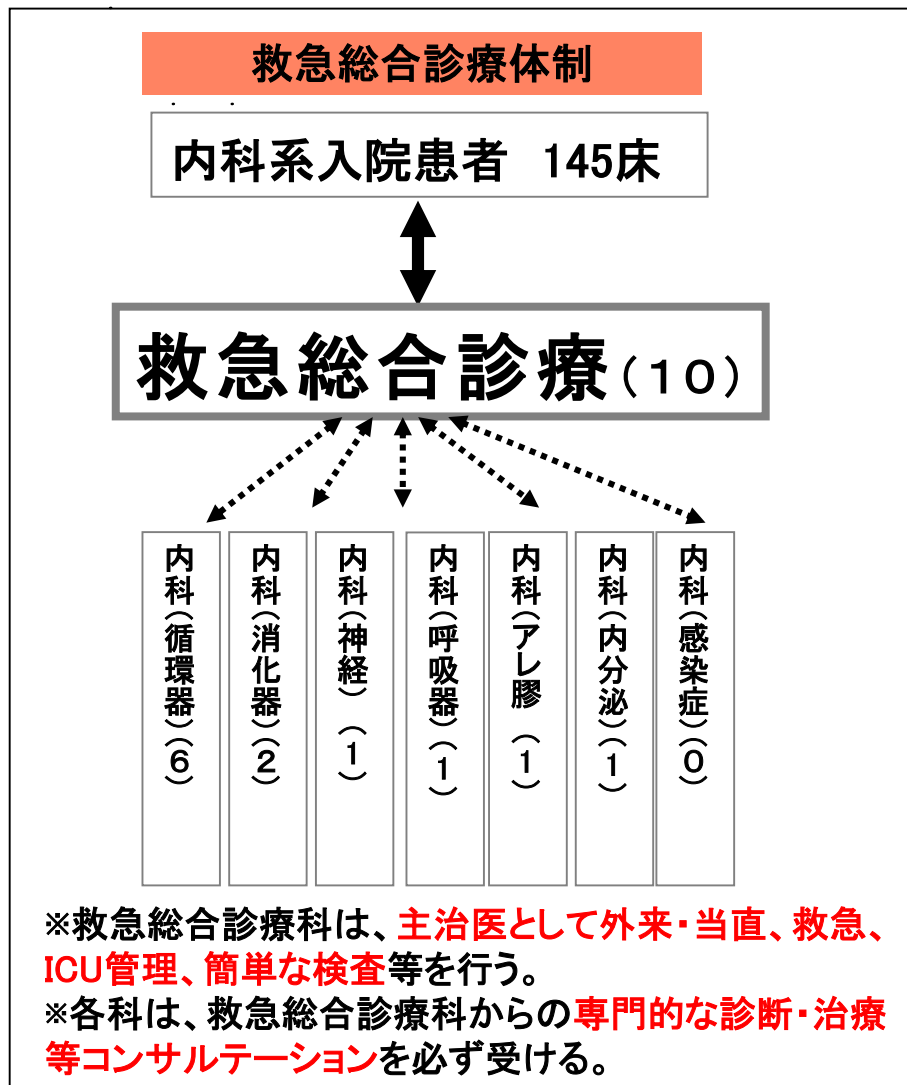 救急総合診療体制
内科系入院患者 145床
救急総合診療(10)
内科(循環器)(6)
内科(消化器)(2)
内科(神経) (1)
内科(呼吸器)(1)
内科(アレ膠 (1)
内科(内分泌)(1)
内科(感染症)(0)
※救急総合診療科は、主治医として外来・当直、救急、
ICU管理、簡単な検査等を行う。
※各科は、救急総合診療科からの専門的な診断・治療
等コンサルテーションを必ず受ける。